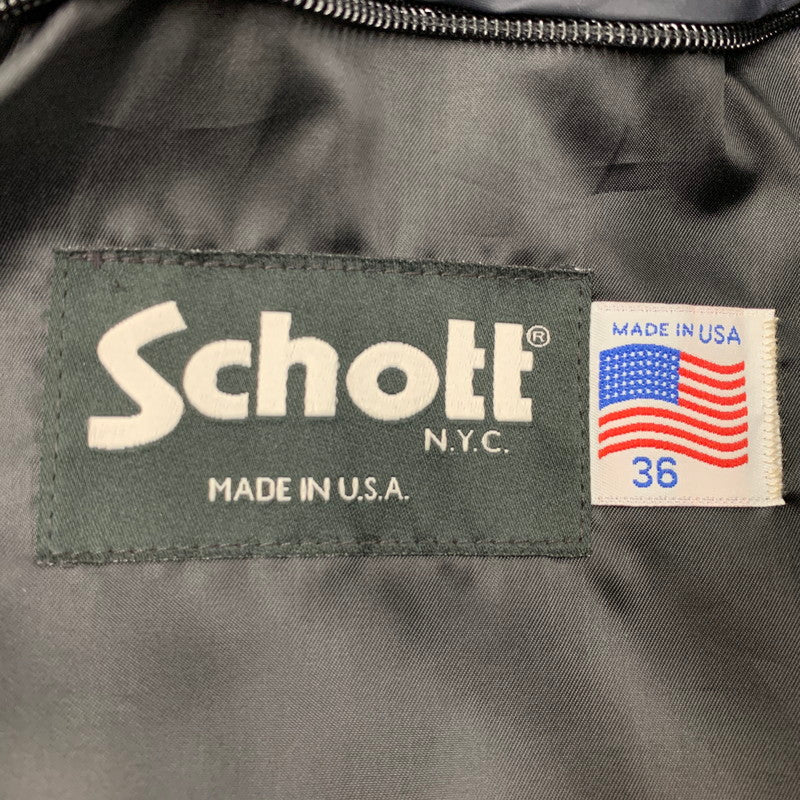 Schott®
N.Y.C.
MADE IN U.S.A.
MADE IN USA
36